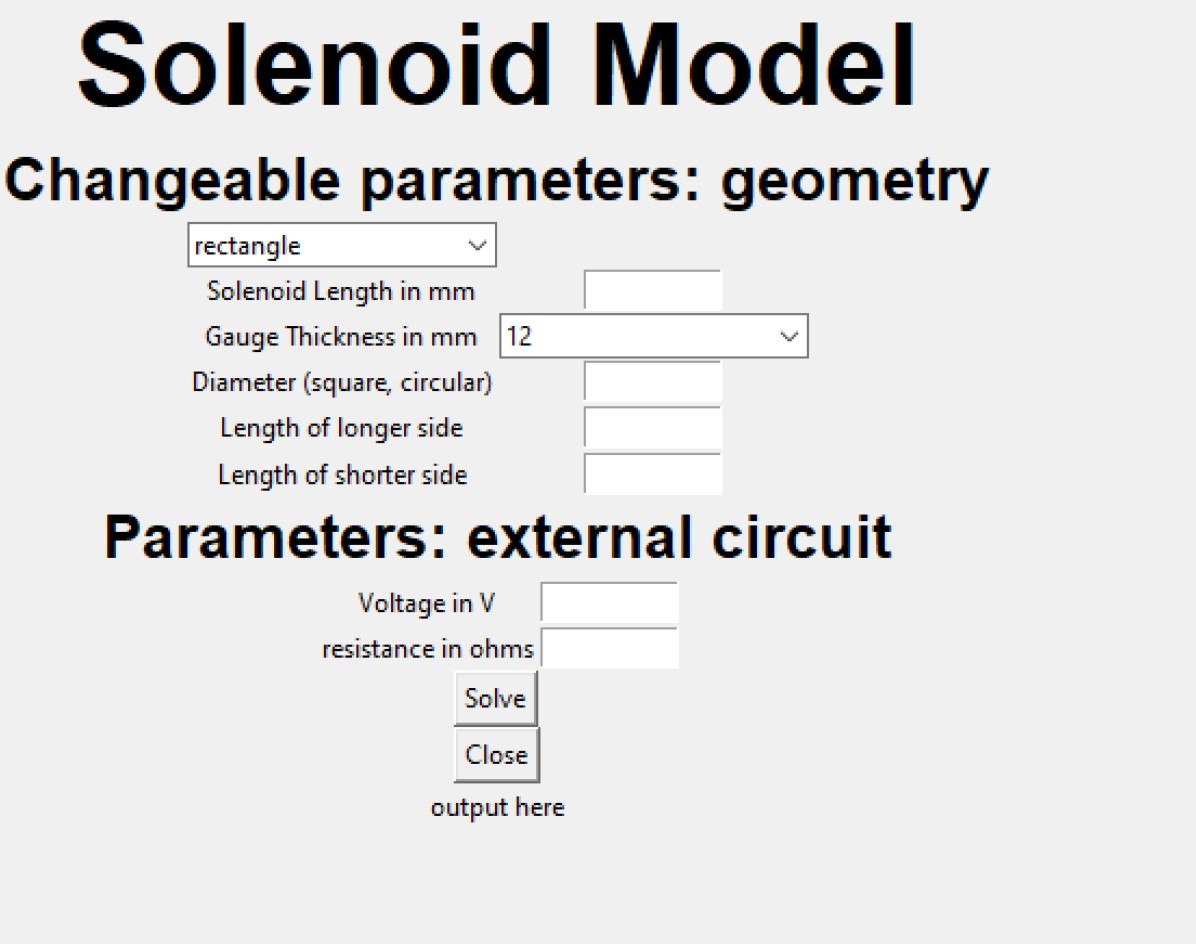 Solenoid Model
Changeable parameters: geometry
rectangle
Solenoid Length in mm
Gauge Thickness in mm 12
Diameter (square, circular)
Length of longer side
Length of shorter side
Parameters: external circuit
Voltage in V
resistance in ohms
Solve
Close
output here